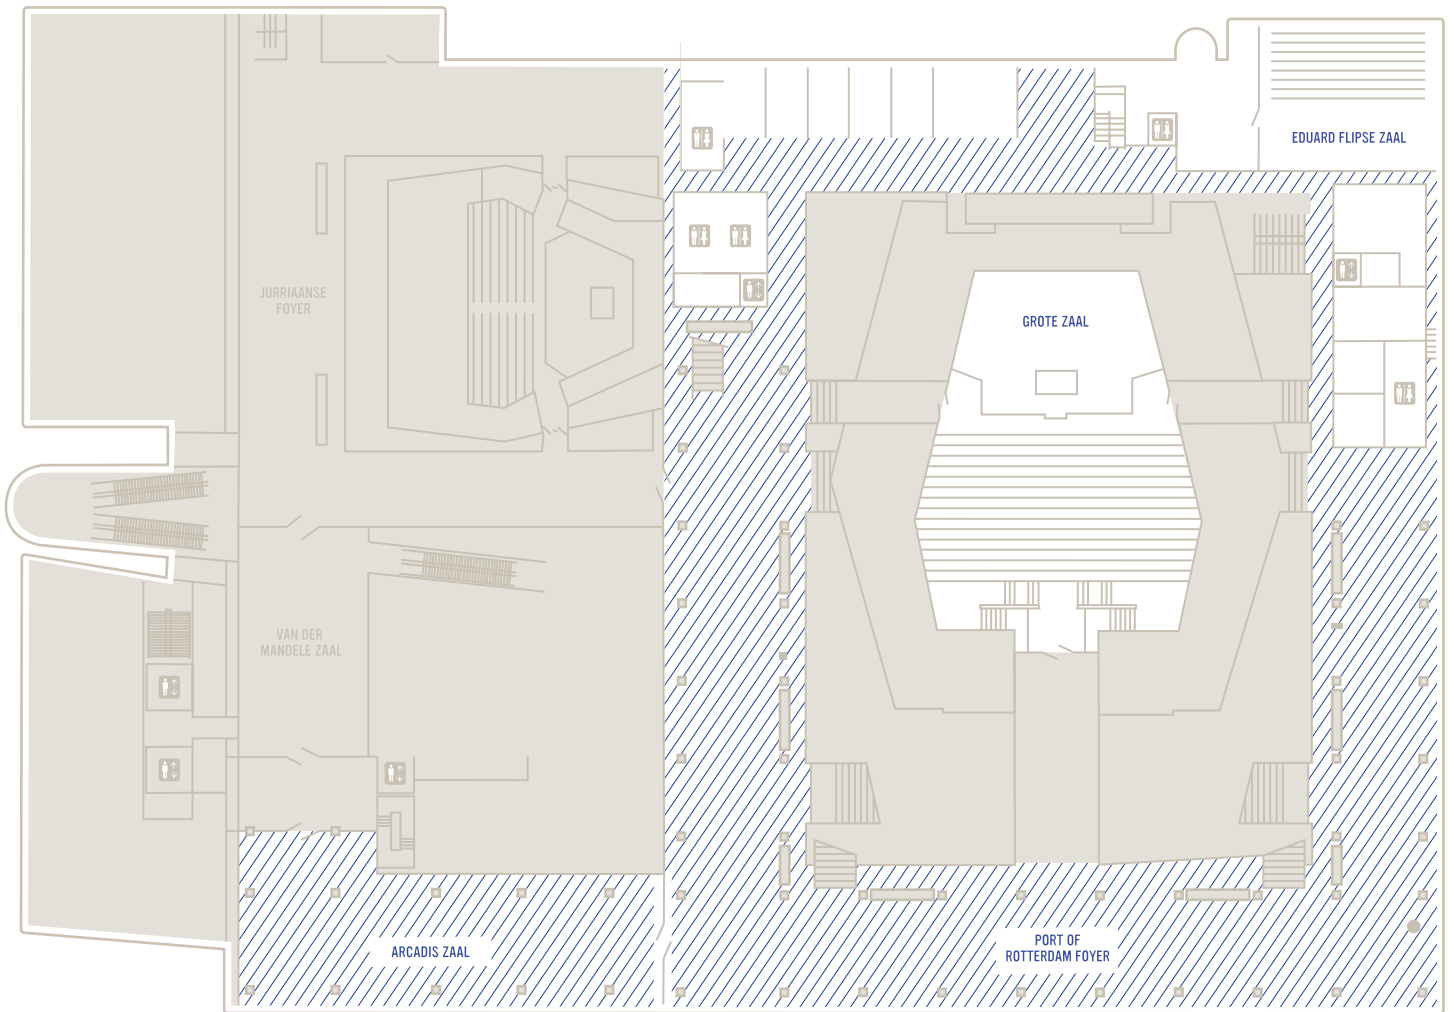 EDUARD FLIPSE ZAAL
JURRIAANSE
FOYER
GROTE ZAAL
VAN DER
MANDELE ZAAL
ARCADIS ZAAL
PORT OF
ROTTERDAM FOYER